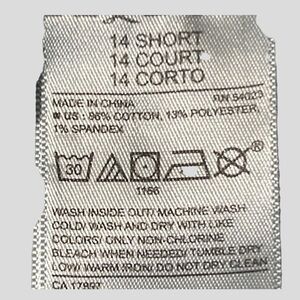 14 SHORT
14 COURT
14 CORTO
MADE IN CHINA RN 54023
US : 86% COTTON, 13% POLYESTER,
1% SPANDEX
30
1166
WASH INSIDE OUT/ MACHINE WASH
COLD/ WASH AND DRY WITH LIKE
COLORS/ ONLY NON-CHLORINE
BLEACH WHEN NEEDED/ TUMBLE DRY
LOW/ WARM IRON/ DO NOT DRY CLEAN
CA 17897